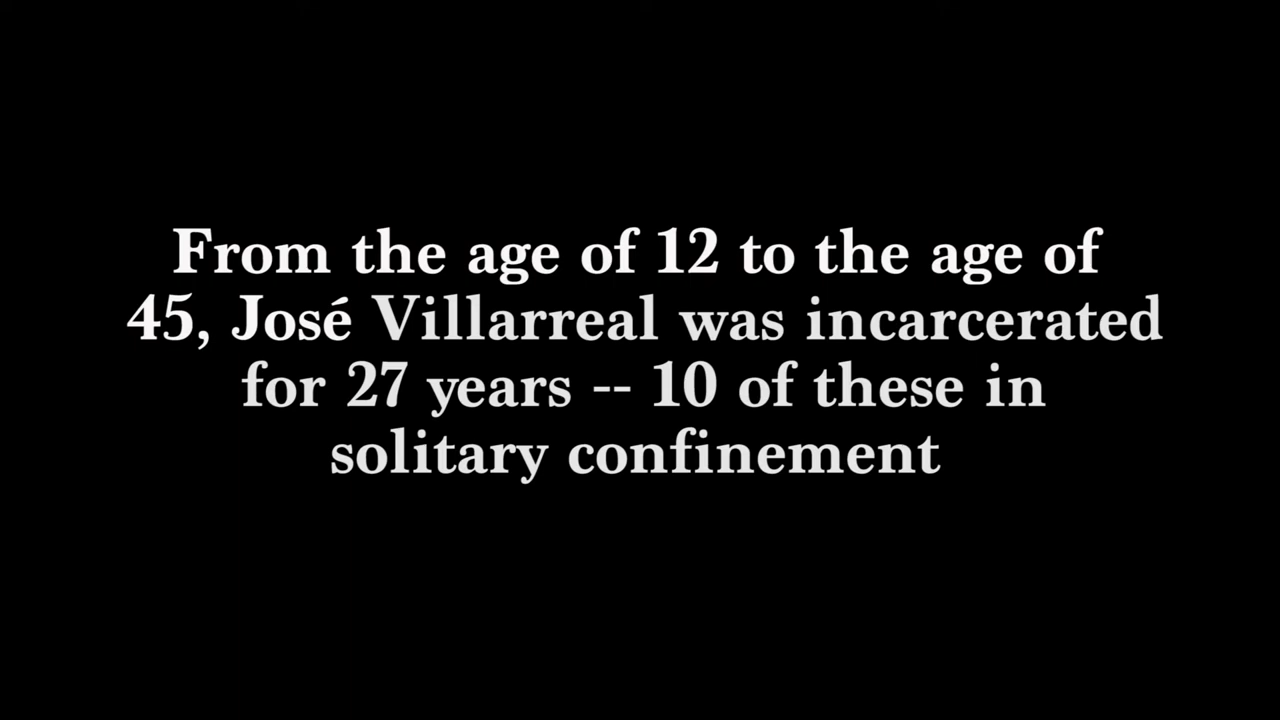 From the age of 12 to the age of
45, José Villarreal was incarcerated
for 27 years -- 10 of these in
solitary confinement